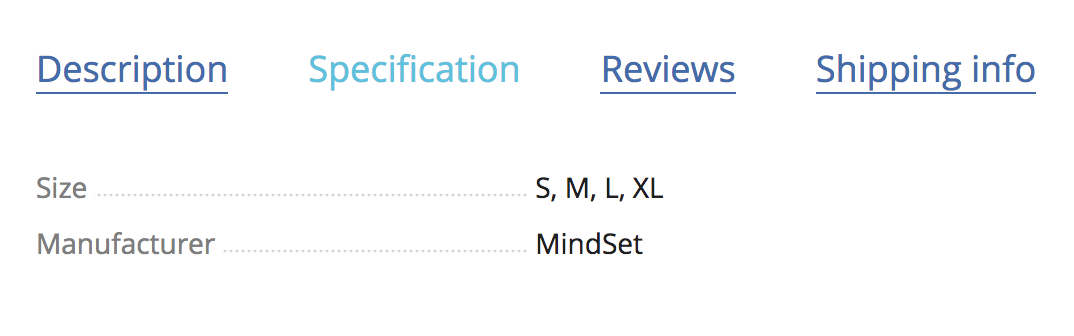 Description Specification Reviews Shipping info
Size S, M, L, XL
Manufacturer MindSet